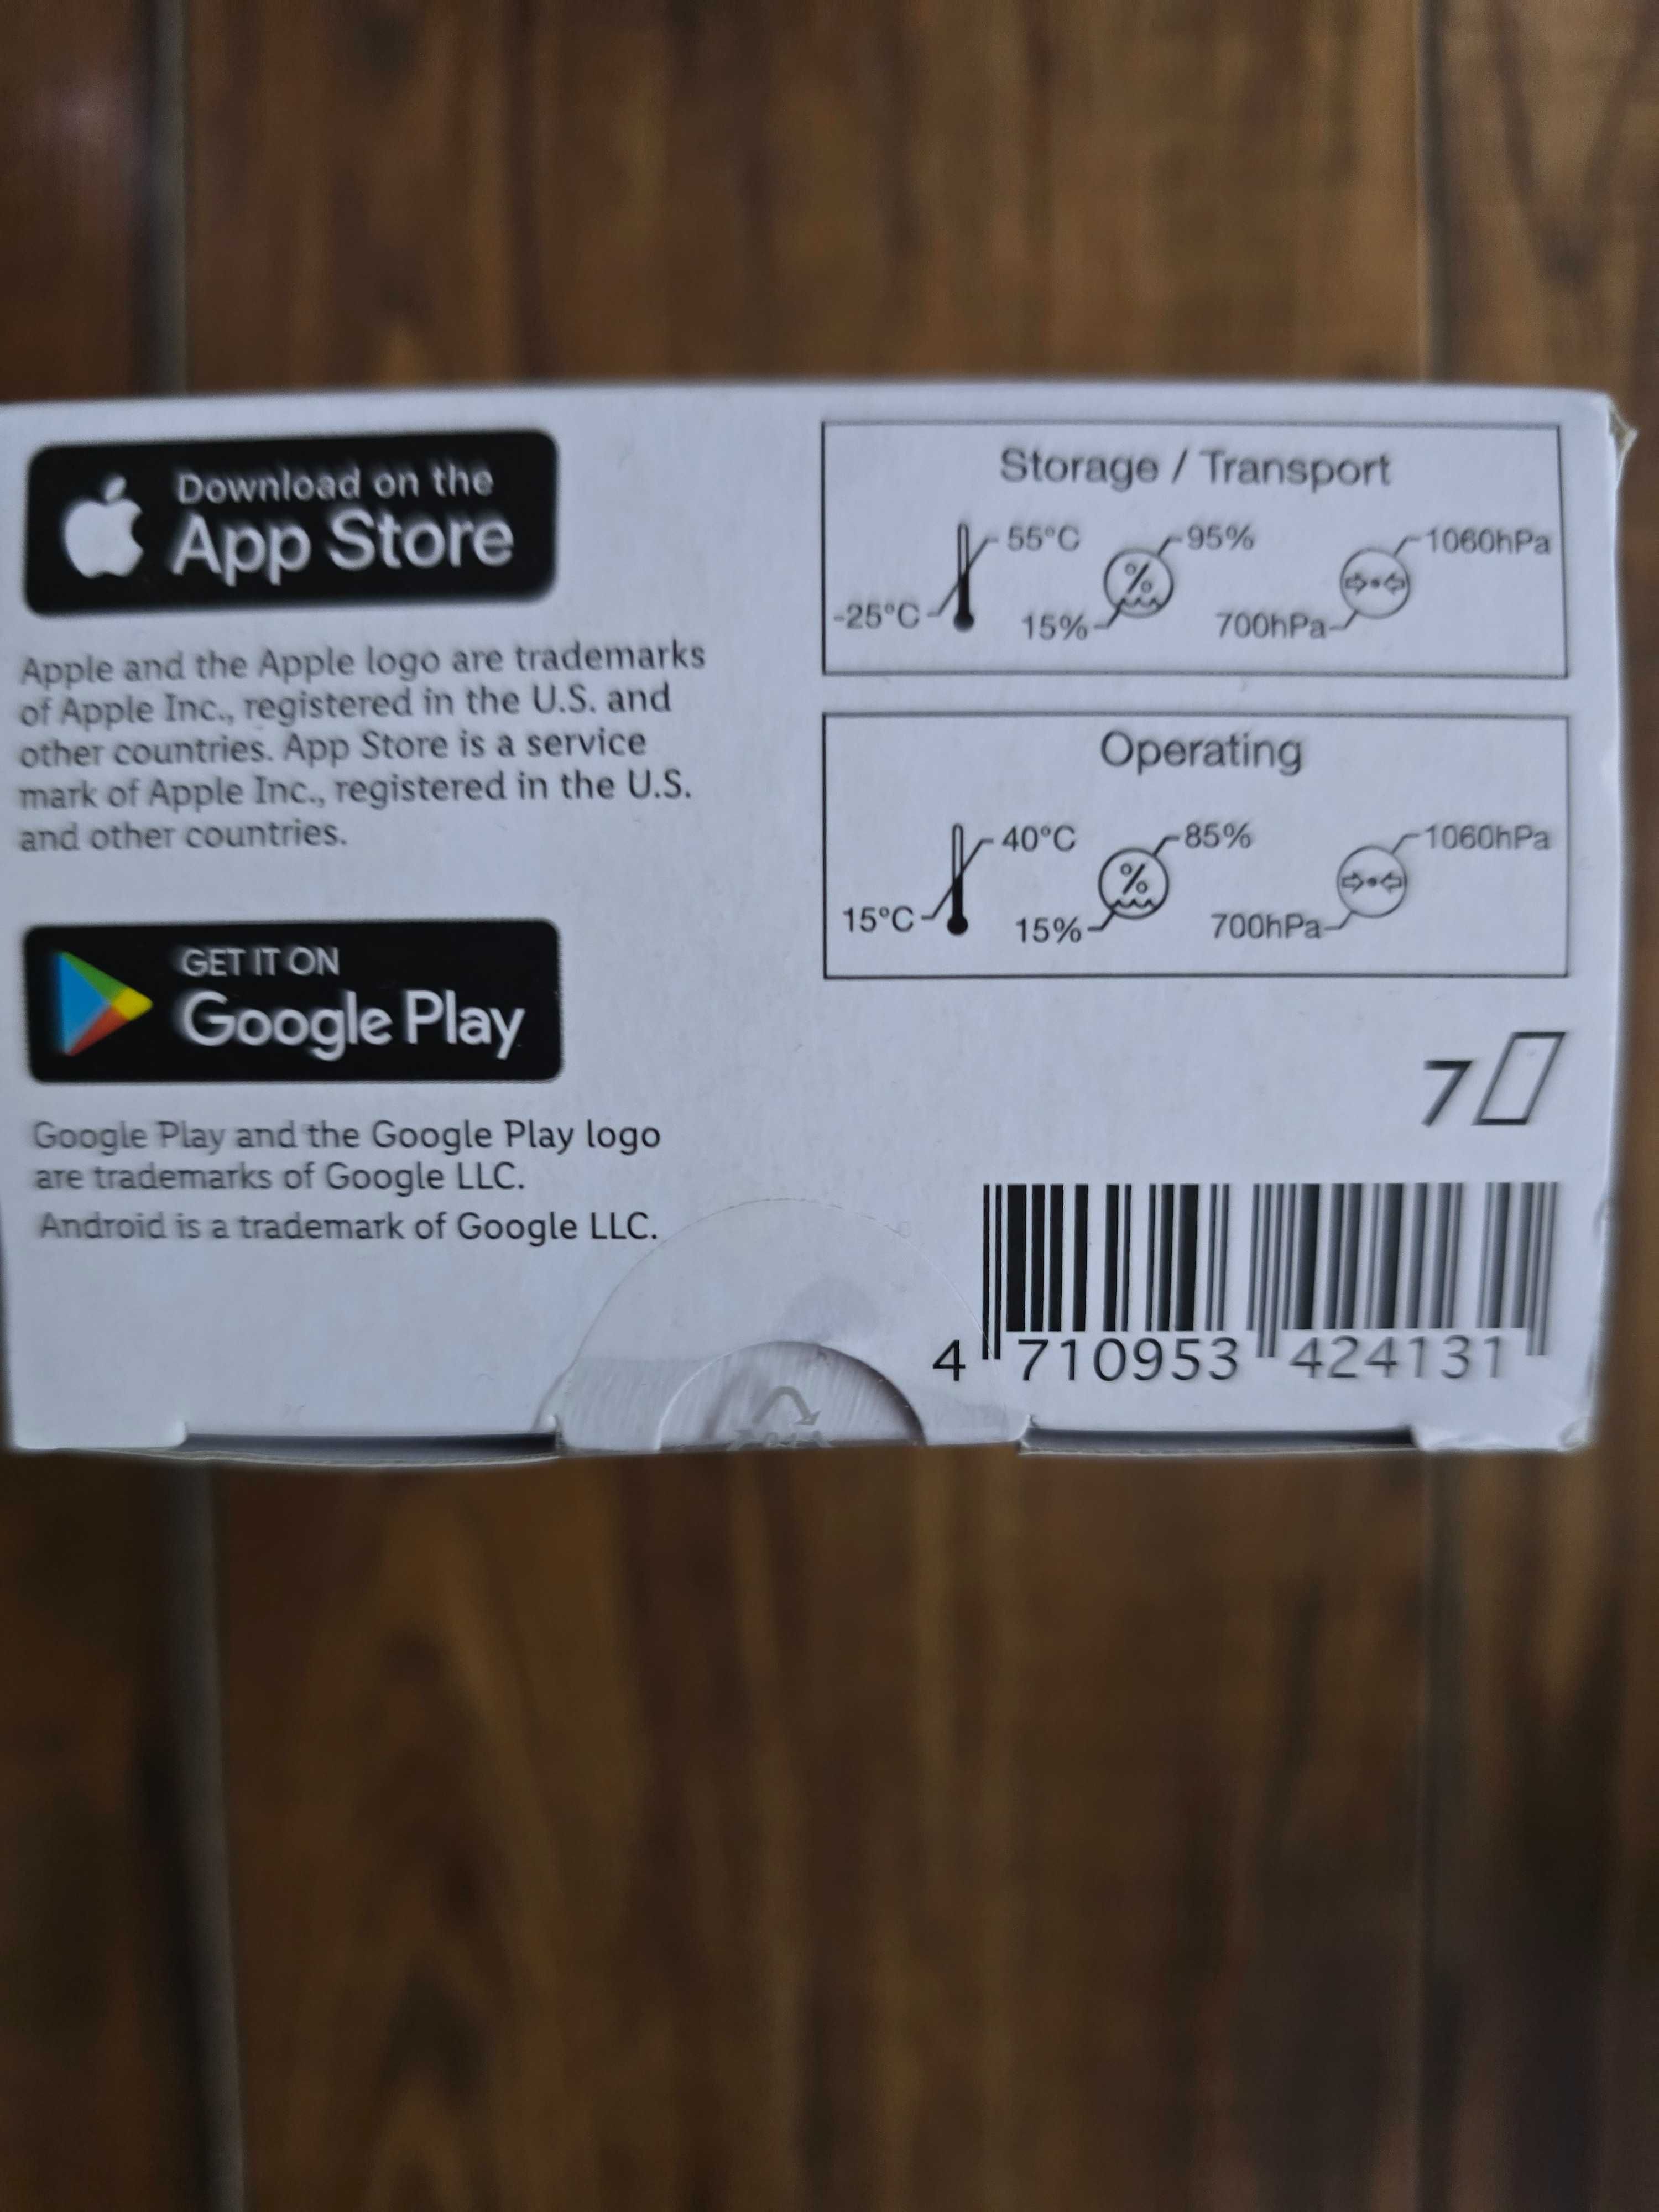 Download on the
App Store
Apple and the Apple logo are trademarks
of Apple Inc., registered in the U.S. and
other countries. App Store is a service
mark of Apple Inc., registered in the U.S.
and other countries.
GET IT ON
Google Play
Google Play and the Google Play logo
are trademarks of Google LLC.
Android is a trademark of Google LLC.
Storage / Transport
55°C 95% 1060hPa
%
-25°C 15% 700hPa
Operating
40°C 85% 1060hPa
%
15°C 15% 700hPa
7
4 710953 424131